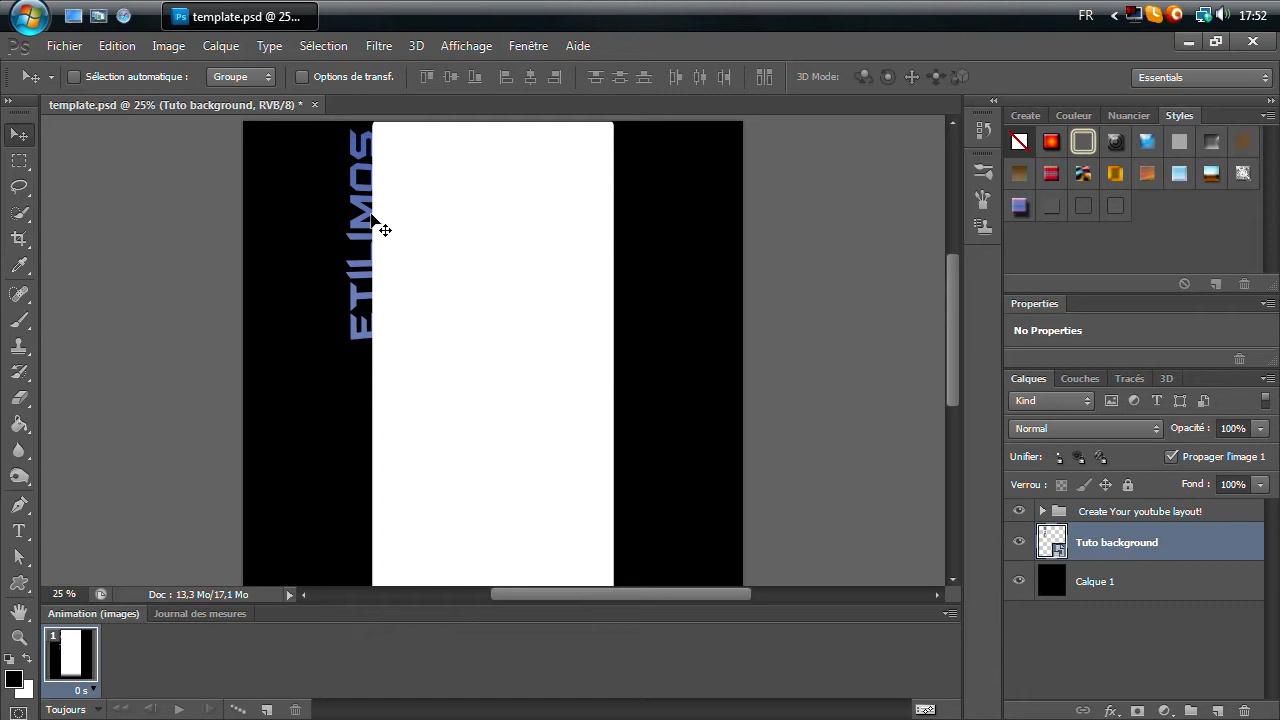 template.psd @ 25%...
FR
17:52
Ps
Fichier Edition Image Calque Type Sélection Filtre 3D Affichage Fenêtre Aide
Sélection automatique : Groupe Options de transf. 3D Mode: Essentials
template.psd @ 25% (Tuto background, RVB/8) *
Create Couleur Nuancier Styles
ETILIMOS
Properties
No Properties
Calques Couches Tracés 3D
Kind
Normal Opacité : 100%
Unifier: Propager l'image 1
Verrou : Fond : 100%
Create Your youtube layout!
Tuto background
Calque 1
25 % Doc : 13,3 Mo/17,1 Mo
Animation (images) Journal des mesures
1
0 s
Toujours
fx